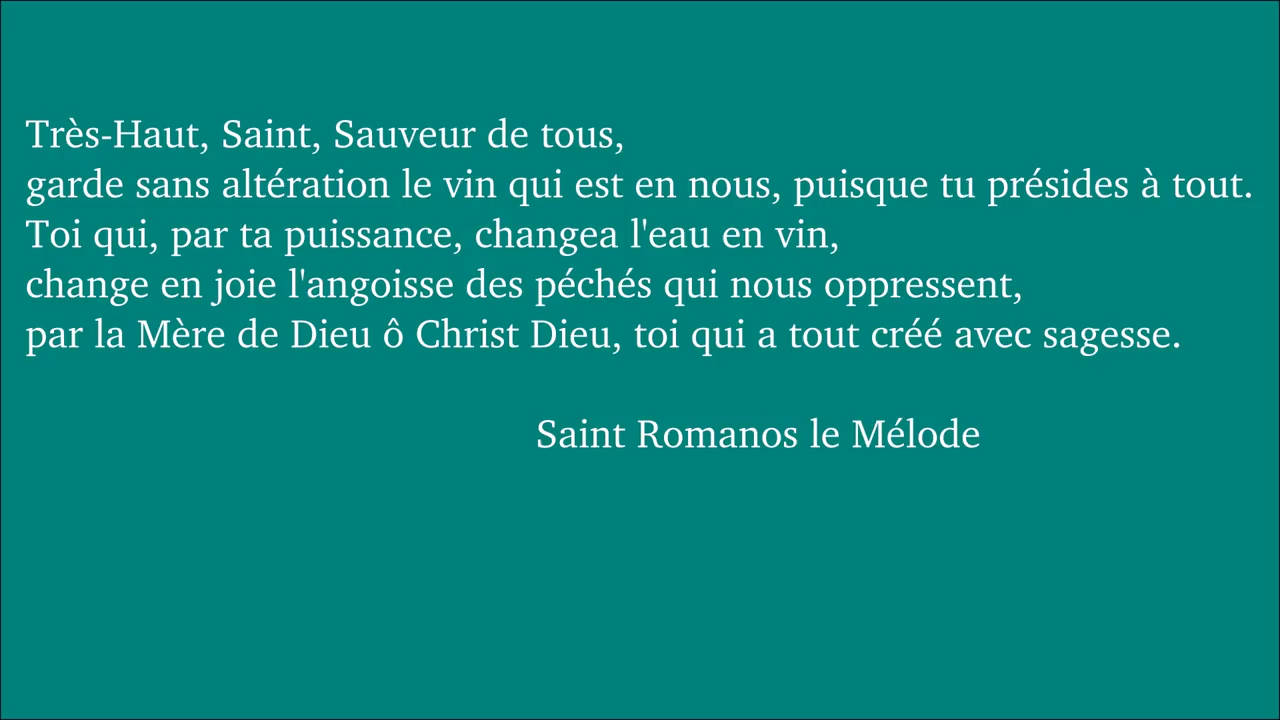 Très-Haut, Saint, Sauveur de tous,
garde sans altération le vin qui est en nous, puisque tu présides à tout.
Toi qui, par ta puissance, changea l'eau en vin,
change en joie l'angoisse des péchés qui nous oppressent,
par la Mère de Dieu ô Christ Dieu, toi qui a tout créé avec sagesse.
Saint Romanos le Mélode